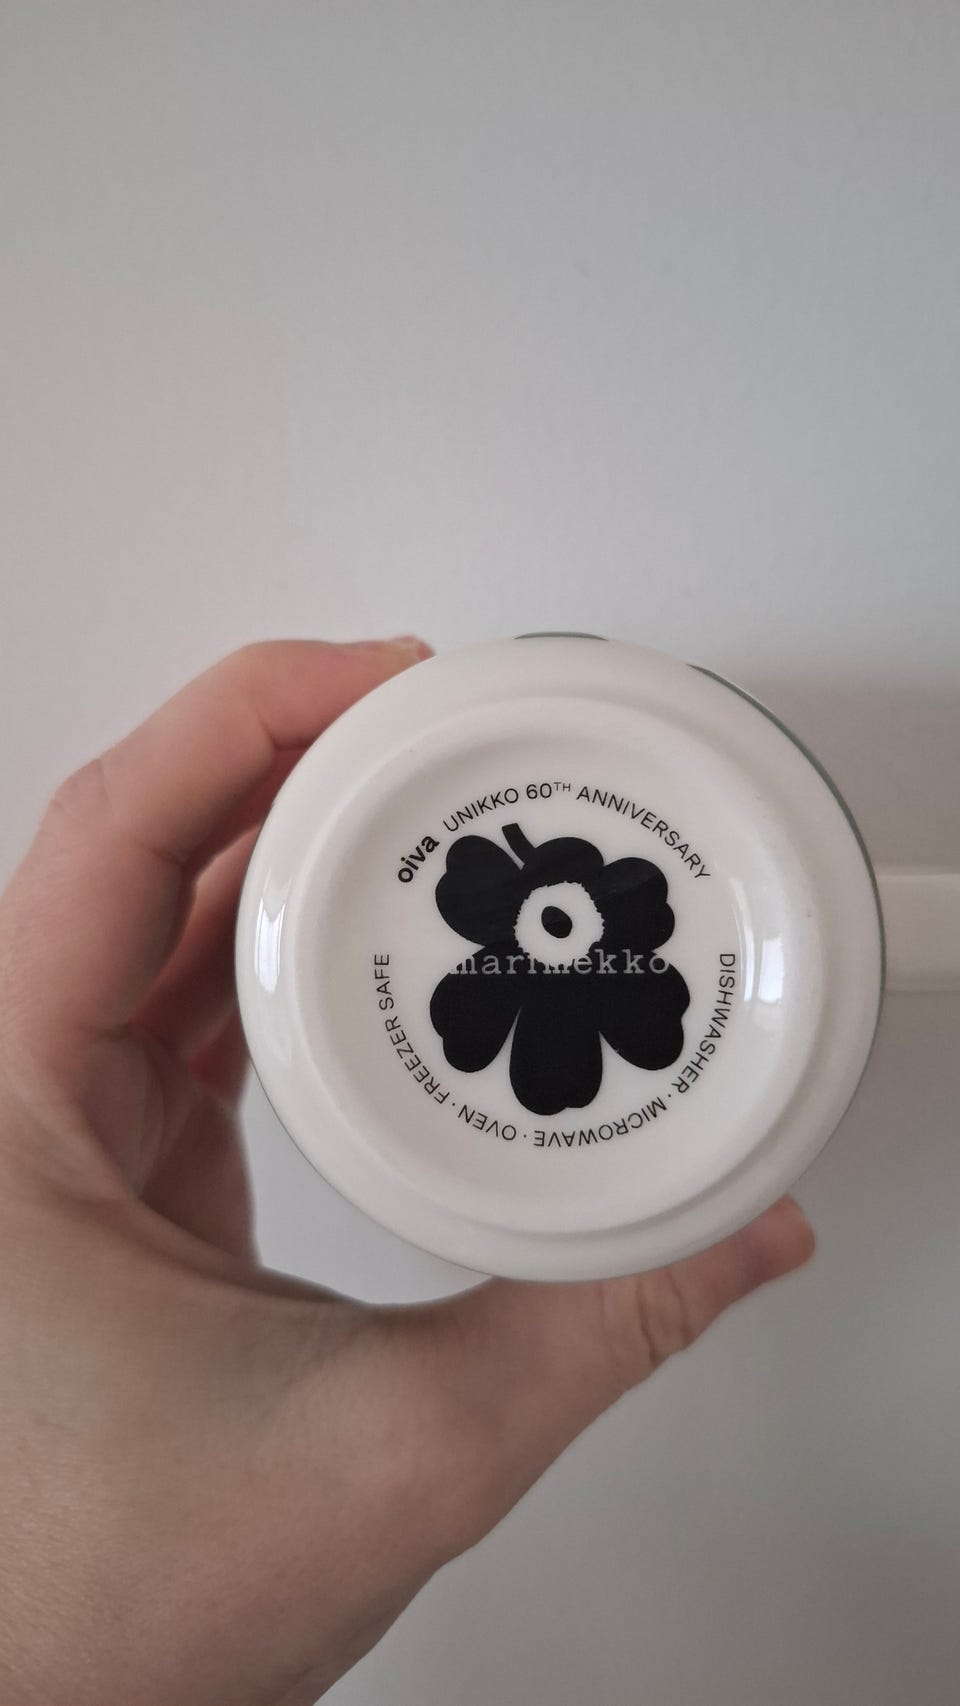 oiva UNIKKO 60TH ANNIVERSARY
marimekko
DISHWASHER · MICROWAVE · OVEN · FREEZER SAFE